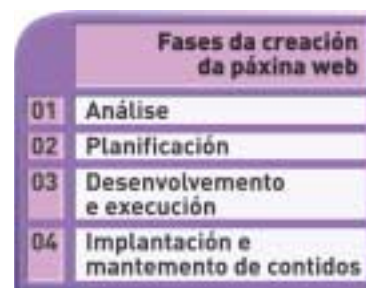 Fases da creación
da páxina web
01 Análise
02 Planificación
03 Desenvolvemento
e execución
04 Implantación e
mantemento de contidos